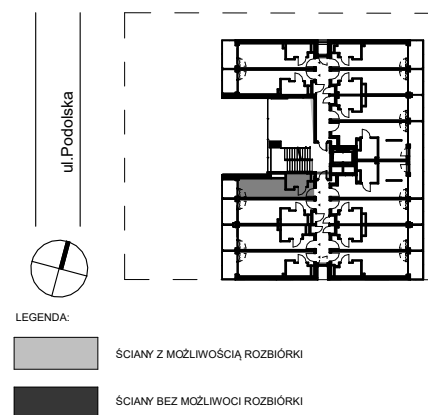 ul.Podolska
LEGENDA:
ŚCIANY Z MOŻLIWOŚCIĄ ROZBIÓRKI
ŚCIANY BEZ MOŻLIWOCI ROZBIÓRKI